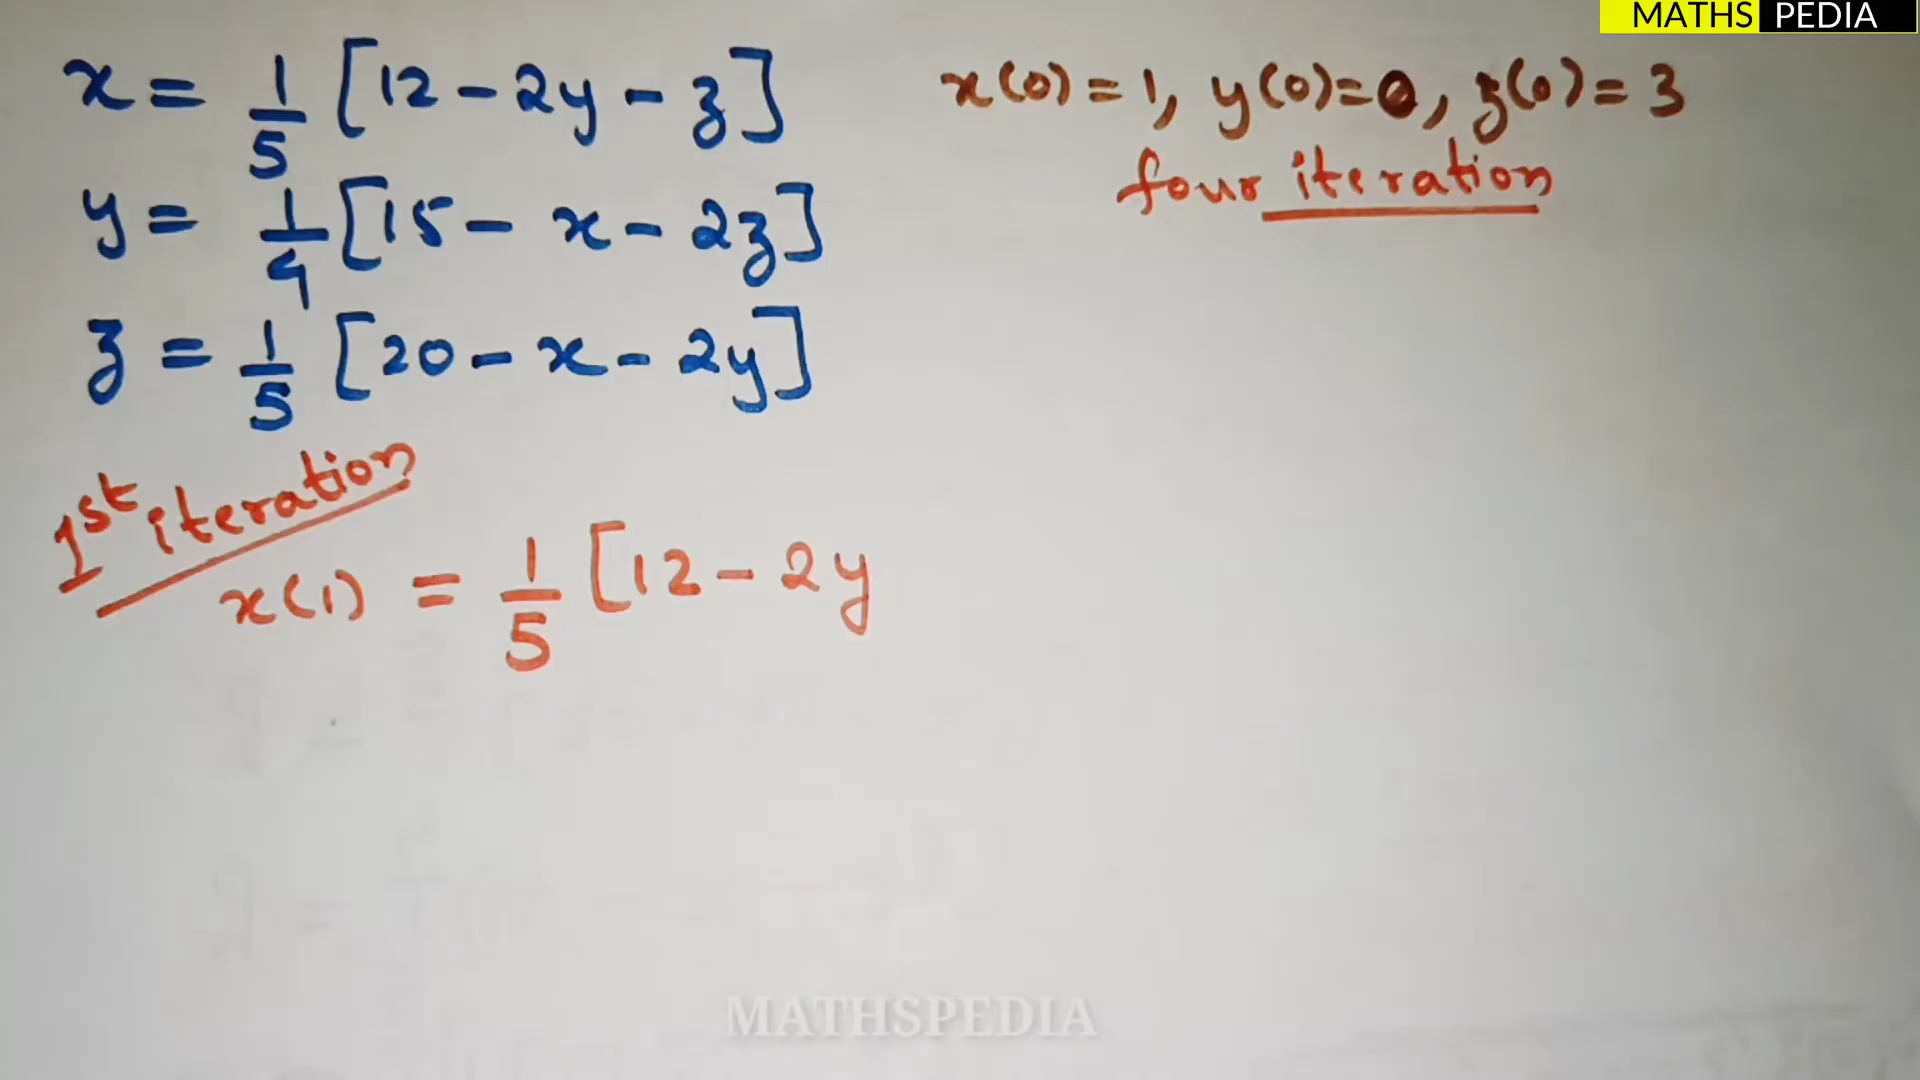 MATHS PEDIA
x = 1/5 [12 - 2y - z]
x(0) = 1, y(0) = 0, z(0) = 3
four iteration
y = 1/4 [15 - x - 2z]
z = 1/5 [20 - x - 2y]
1st iteration
x(1) = 1/5 [12 - 2y
MATHSPEDIA